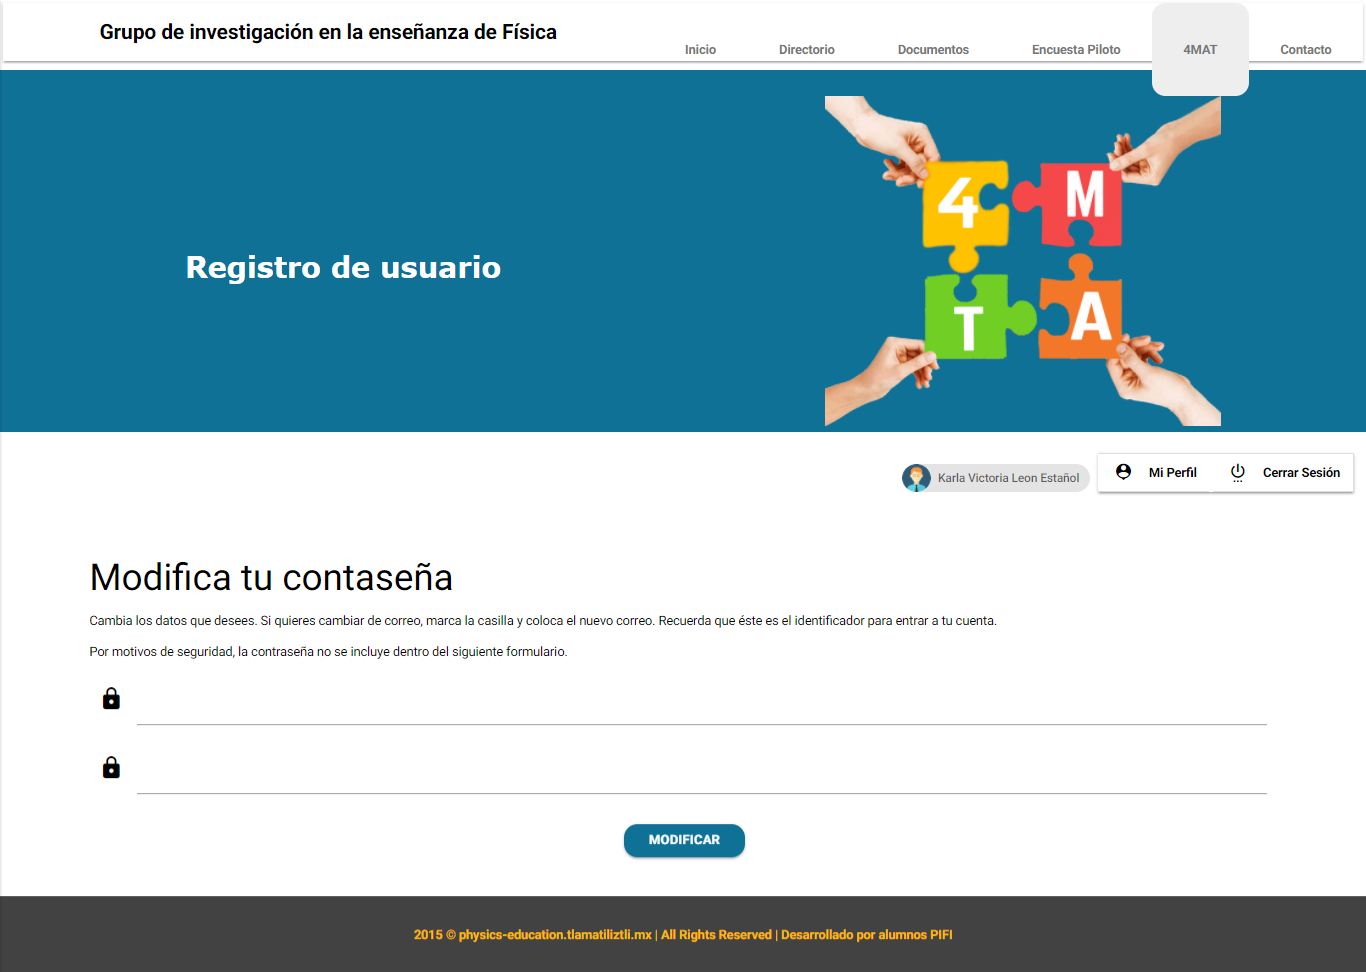 Grupo de investigación en la enseñanza de Física
Inicio Directorio Documentos Encuesta Piloto 4MAT Contacto
4 M
T A
Registro de usuario
Karla Victoria Leon Estañol Mi Perfil Cerrar Sesión
Modifica tu contaseña
Cambia los datos que desees. Si quieres cambiar de correo, marca la casilla y coloca el nuevo correo. Recuerda que éste es el identificador para entrar a tu cuenta.
Por motivos de seguridad, la contraseña no se incluye dentro del siguiente formulario.
MODIFICAR
2015 © physics-education.tlamatiliztli.mx | All Rights Reserved | Desarrollado por alumnos PIFI